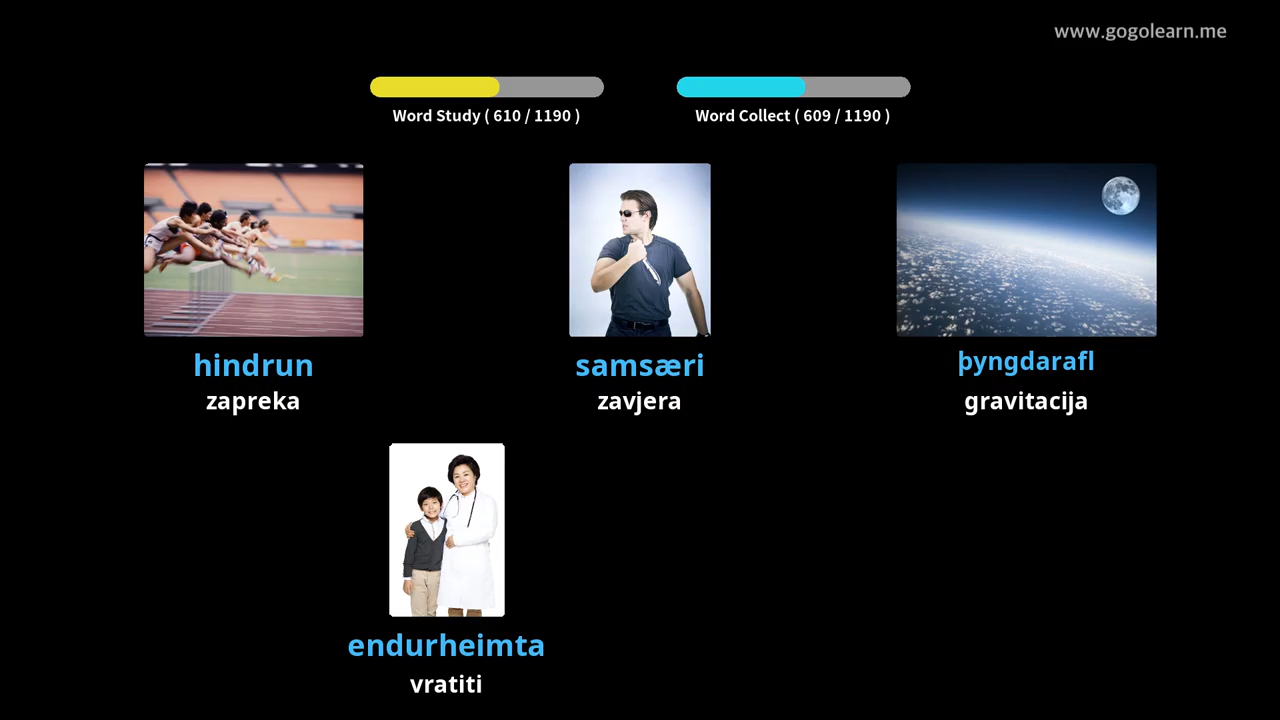 www.gogolearn.me
Word Study ( 610 / 1190 )
Word Collect ( 609 / 1190 )
hindrun
zapreka
samsæri
zavjera
þyngdarafl
gravitacija
endurheimta
vratiti